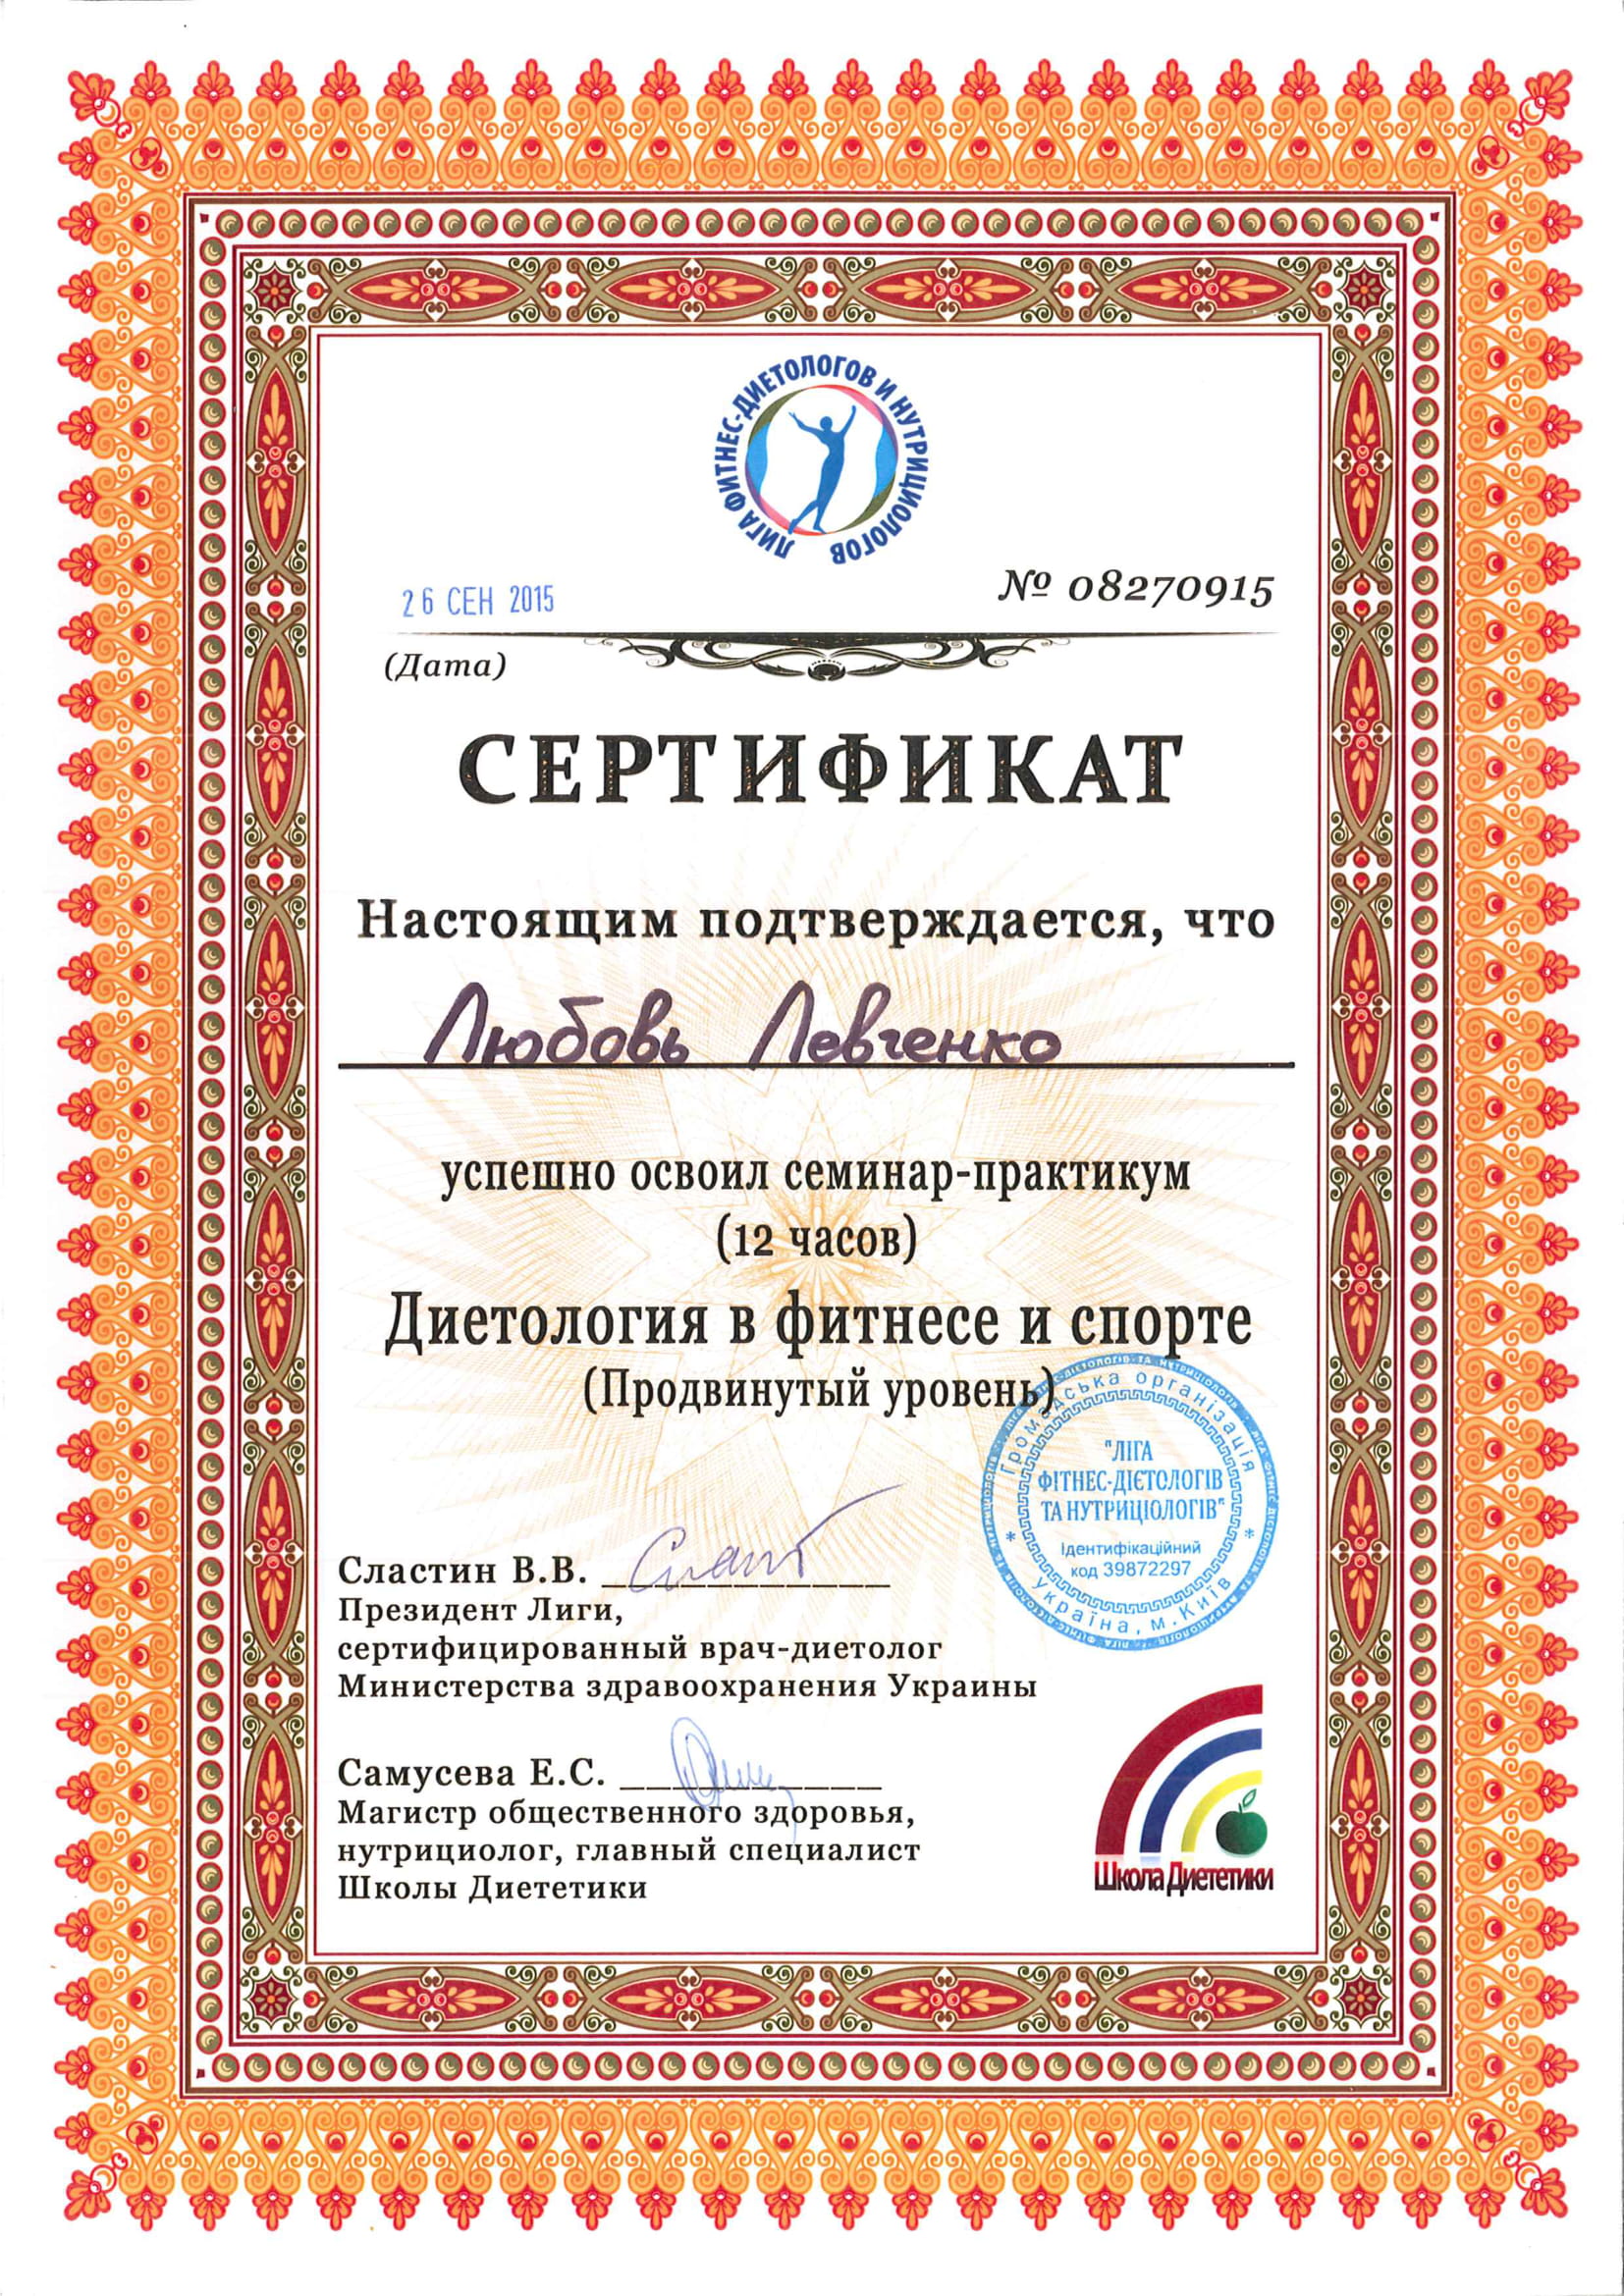 ЛИГА ФИТНЕС-ДИЕТОЛОГОВ И НУТРИЦИОЛОГОВ
26 СЕН 2015
№ 08270915
(Дата)
СЕРТИФИКАТ
Настоящим подтверждается, что
Любовь Левченко
успешно освоил семинар-практикум
(12 часов)
Диетология в фитнесе и спорте
(Продвинутый уровень)
Громадська організація
"ЛІГА
ФІТНЕС-ДІЄТОЛОГІВ
ТА НУТРИЦІОЛОГІВ"
Ідентифікаційний
код 39872297
* Україна, м. Київ *
Сластин В.В.
Президент Лиги,
сертифицированный врач-диетолог
Министерства здравоохранения Украины
Самусева Е.С.
Магистр общественного здоровья,
нутрициолог, главный специалист
Школы Диететики
Школа Диететики